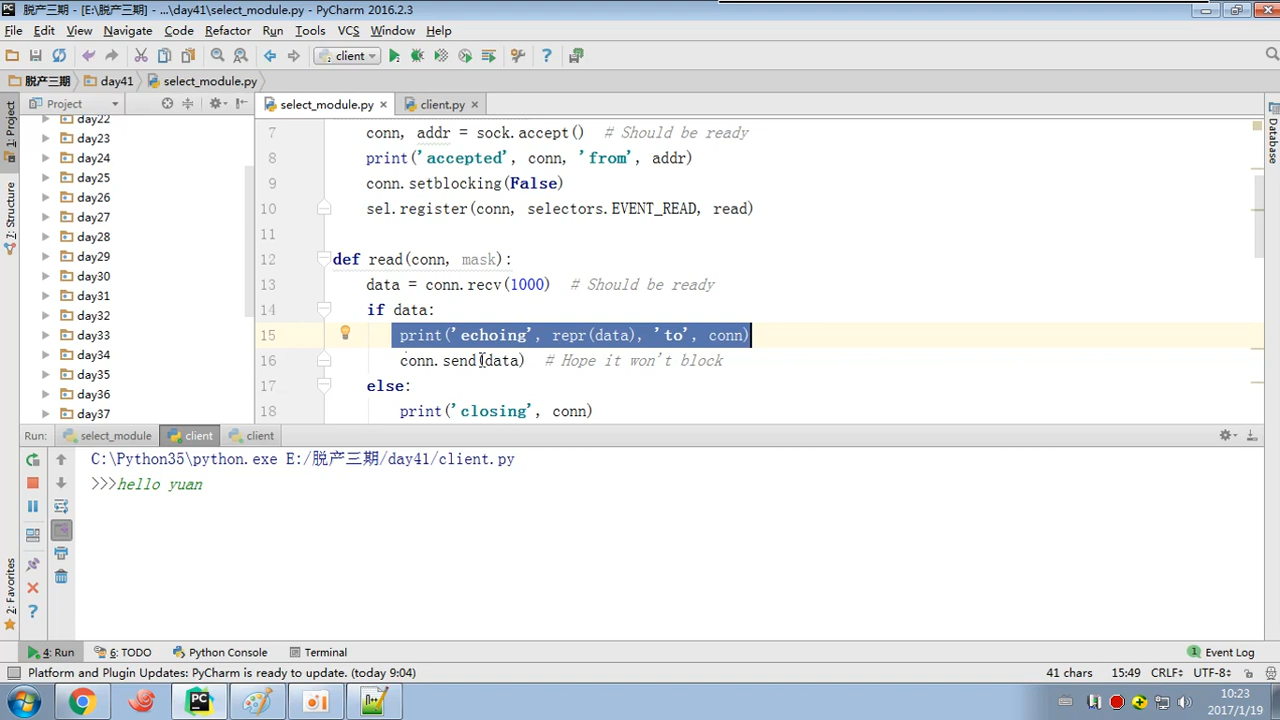 脱产三期 - [E:\脱产三期] - ...\day41\select_module.py - PyCharm 2016.2.3
File Edit View Navigate Code Refactor Run Tools VCS Window Help
client
脱产三期 day41 select_module.py
1: Project
7: Structure
2: Favorites
Database
Project
day22
day23
day24
day25
day26
day27
day28
day29
day30
day31
day32
day33
day34
day35
day36
day37
select_module.py client.py
7 conn, addr = sock.accept() # Should be ready
8 print('accepted', conn, 'from', addr)
9 conn.setblocking(False)
10 sel.register(conn, selectors.EVENT_READ, read)
11
12 def read(conn, mask):
13 data = conn.recv(1000) # Should be ready
14 if data:
15 print('echoing', repr(data), 'to', conn)
16 conn.send(data) # Hope it won't block
17 else:
18 print('closing', conn)
Run: select_module client client
C:\Python35\python.exe E:/脱产三期/day41/client.py
>>>hello yuan
4: Run 6: TODO Python Console Terminal 1 Event Log
Platform and Plugin Updates: PyCharm is ready to update. (today 9:04) 41 chars 15:49 CRLF UTF-8
10:23
2017/1/19